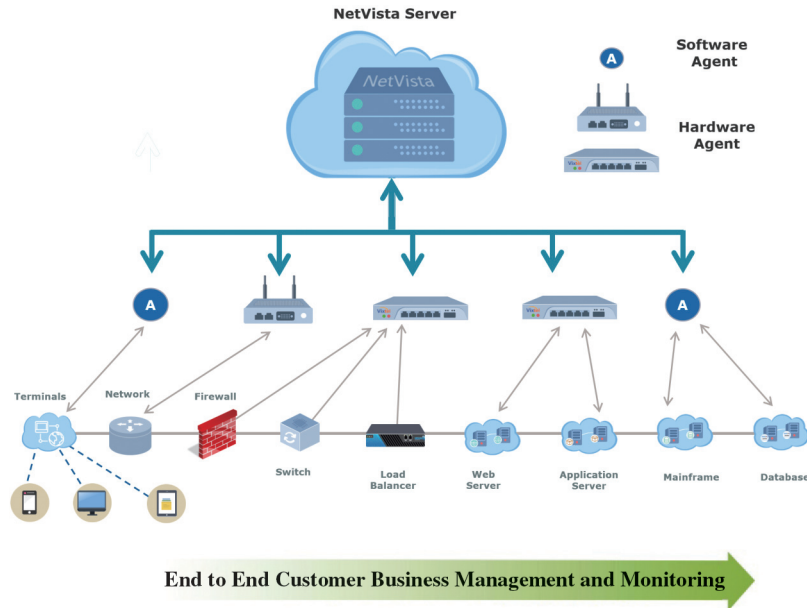 NetVista Server
NetVista
A
Software
Agent
Hardware
Agent
A
A
Terminals
Network
Firewall
Switch
Load
Balancer
Web
Server
Application
Server
Mainframe
Database
End to End Customer Business Management and Monitoring